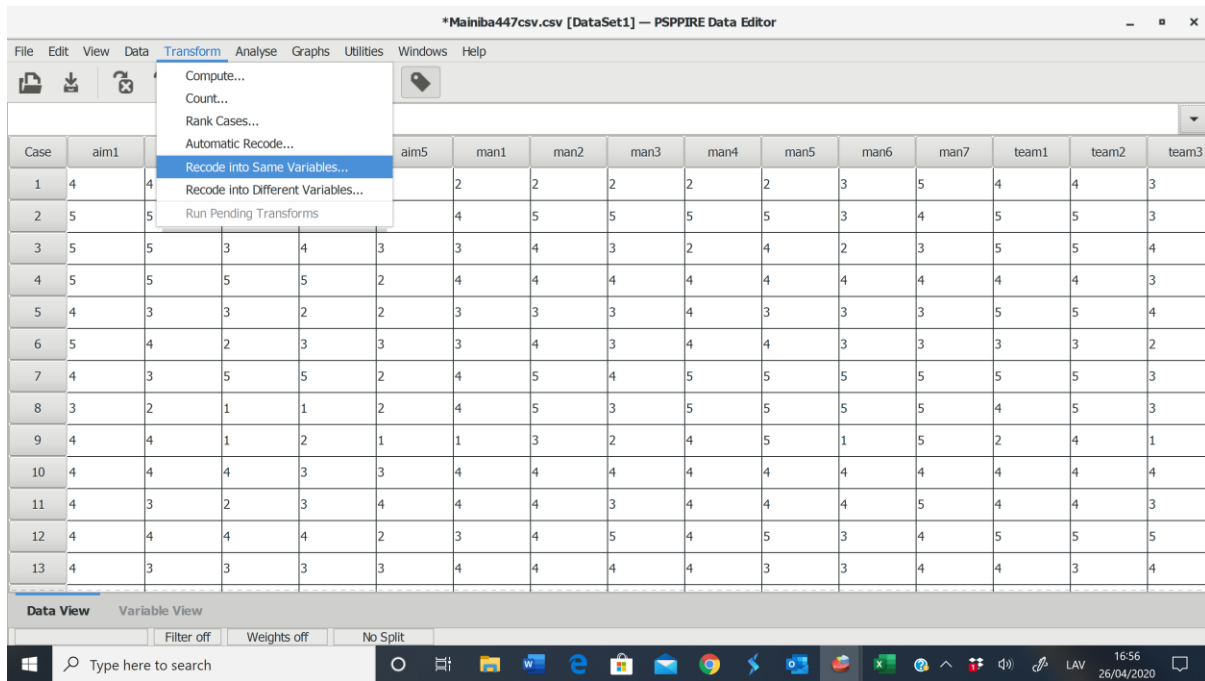 *Mainiba447csv.csv [DataSet1] — PSPPIRE Data Editor
File Edit View Data Transform Analyse Graphs Utilities Windows Help
Compute...
Count...
Rank Cases...
Automatic Recode...
Recode into Same Variables...
Recode into Different Variables...
Run Pending Transforms
Case aim1 aim5 man1 man2 man3 man4 man5 man6 man7 team1 team2 team3
1 4 4 2 2 2 2 2 3 5 4 4 3
2 5 5 4 5 5 5 5 3 4 5 5 3
3 5 5 3 4 3 3 4 3 2 4 2 3 5 5 4
4 5 5 5 5 2 4 4 4 4 4 4 4 4 4 3
5 4 3 3 2 2 3 3 3 4 3 3 3 5 5 4
6 5 4 2 3 3 3 4 3 4 4 3 3 3 3 2
7 4 3 5 5 2 4 5 4 5 5 5 5 5 5 3
8 3 2 1 1 2 4 5 3 5 5 5 5 4 5 3
9 4 4 1 2 1 1 3 2 4 5 1 5 2 4 1
10 4 4 4 3 3 4 4 4 4 4 4 4 4 4 4
11 4 3 2 3 4 4 4 3 4 4 4 5 4 4 3
12 4 4 4 4 2 3 4 5 4 5 3 4 5 5 5
13 4 3 3 3 3 4 4 4 4 3 3 4 4 3 4
Data View Variable View
Filter off Weights off No Split
Type here to search LAV 16:56
26/04/2020